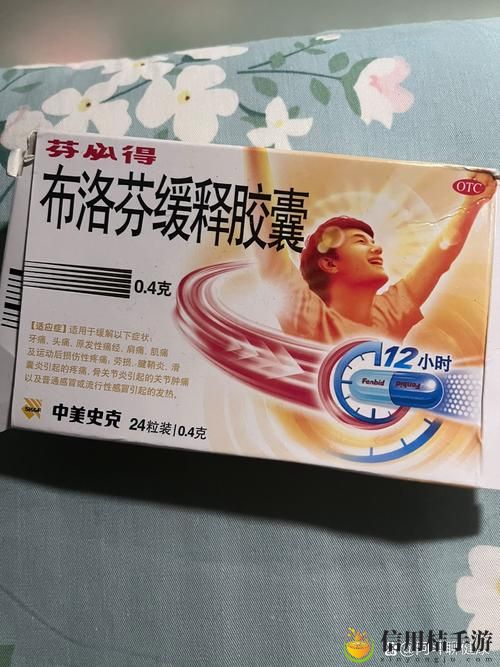 芬必得
布洛芬缓释胶囊
OTC
0.4克
【适应症】适用于缓解以下症状:
牙痛、头痛、原发性痛经、肩痛、肌痛
及运动后损伤性疼痛，劳损、腱鞘炎、滑
囊炎引起的疼痛，骨关节炎引起的关节肿痛
以及普通感冒或流行性感冒引起的发热。
12小时
Fenbid
Fenbid
SK&F
中美史克
24粒装|0.4克
信用桔手游
xinyongju.com